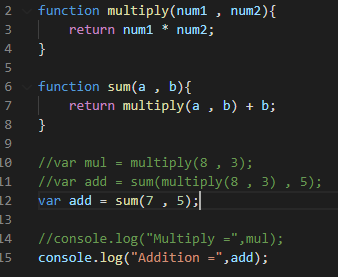 2 function multiply(num1 , num2){
3 return num1 * num2;
4 }
5
6 function sum(a , b){
7 return multiply(a , b) + b;
8 }
9
10 //var mul = multiply(8 , 3);
11 //var add = sum(multiply(8 , 3) , 5);
12 var add = sum(7 , 5);
13
14 //console.log("Multiply =",mul);
15 console.log("Addition =",add);